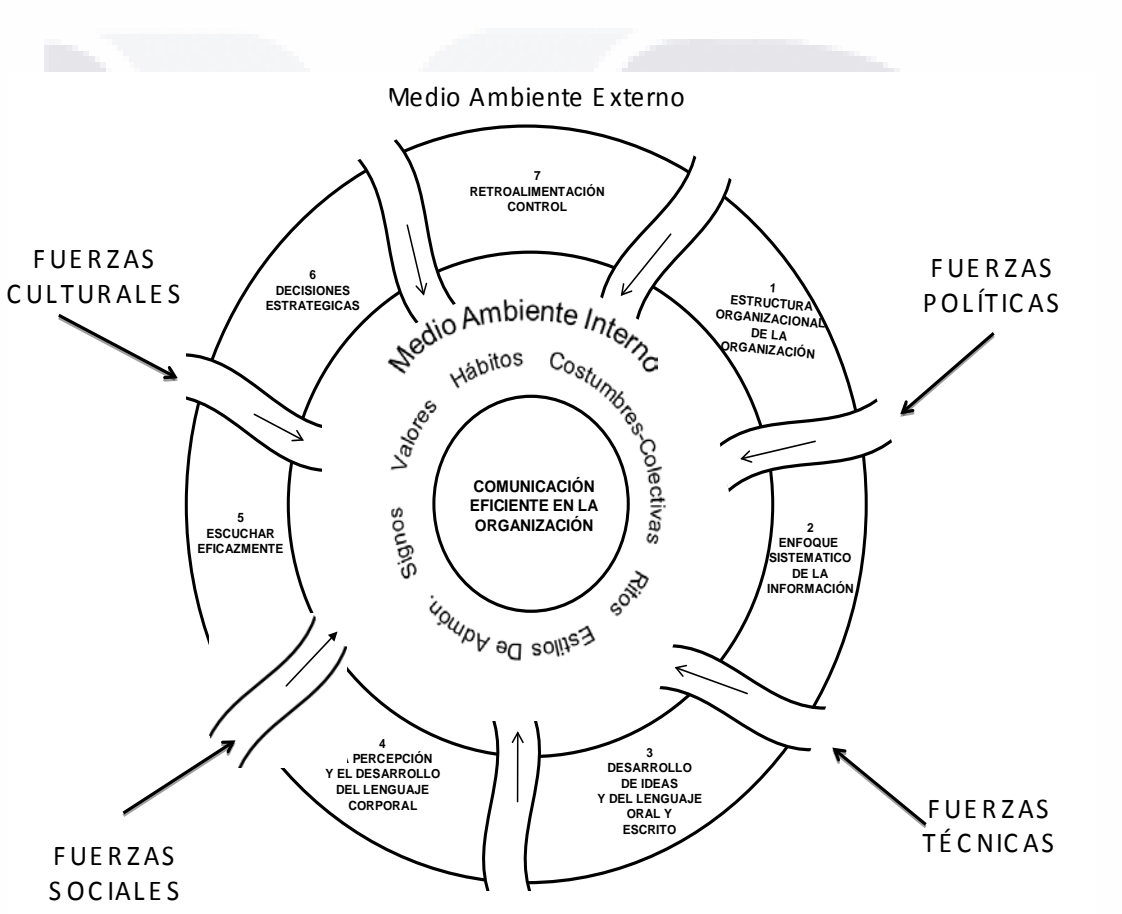 Medio Ambiente Externo
7
RETROALIMENTACIÓN
CONTROL
6
DECISIONES
ESTRATEGICAS
1
ESTRUCTURA
ORGANIZACIONAL
DE LA
ORGANIZACIÓN
FUERZAS
CULTURALES
FUERZAS
POLÍTICAS
Medio Ambiente Interno
Hábitos
Costumbres-Colectivas
Valores
Signos
Ritos
Estilos De Admón.
COMUNICACIÓN
EFICIENTE EN LA
ORGANIZACIÓN
5
ESCUCHAR
EFICAZMENTE
2
ENFOQUE
SISTEMATICO
DE LA
INFORMACIÓN
4
PERCEPCIÓN
Y EL DESARROLLO
DEL LENGUAJE
CORPORAL
3
DESARROLLO
DE IDEAS
Y DEL LENGUAJE
ORAL Y
ESCRITO
FUERZAS
SOCIALES
FUERZAS
TÉCNICAS